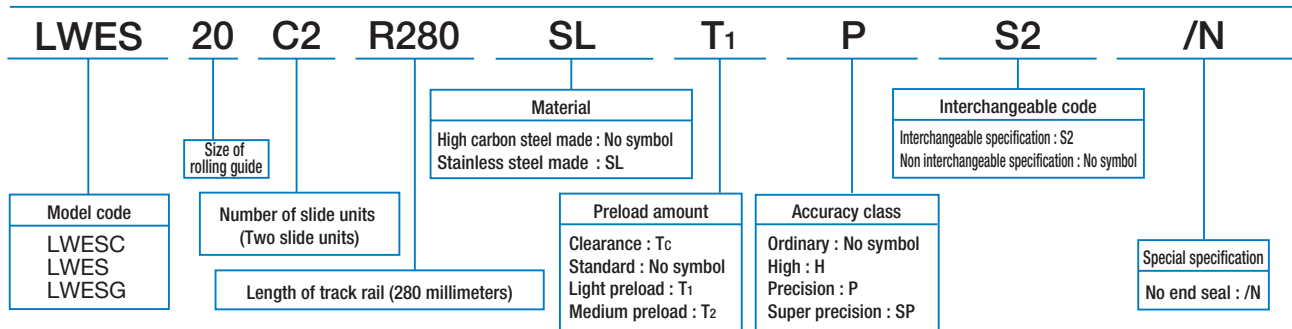 LWES 20 C2 R280 SL T1 P S2 /N
Material
High carbon steel made : No symbol
Stainless steel made : SL
Interchangeable code
Interchangeable specification : S2
Non interchangeable specification : No symbol
Size of
rolling guide
Model code
LWESC
LWES
LWESG
Number of slide units
(Two slide units)
Length of track rail (280 millimeters)
Preload amount
Clearance : Tc
Standard : No symbol
Light preload : T1
Medium preload : T2
Accuracy class
Ordinary : No symbol
High : H
Precision : P
Super precision : SP
Special specification
No end seal : /N